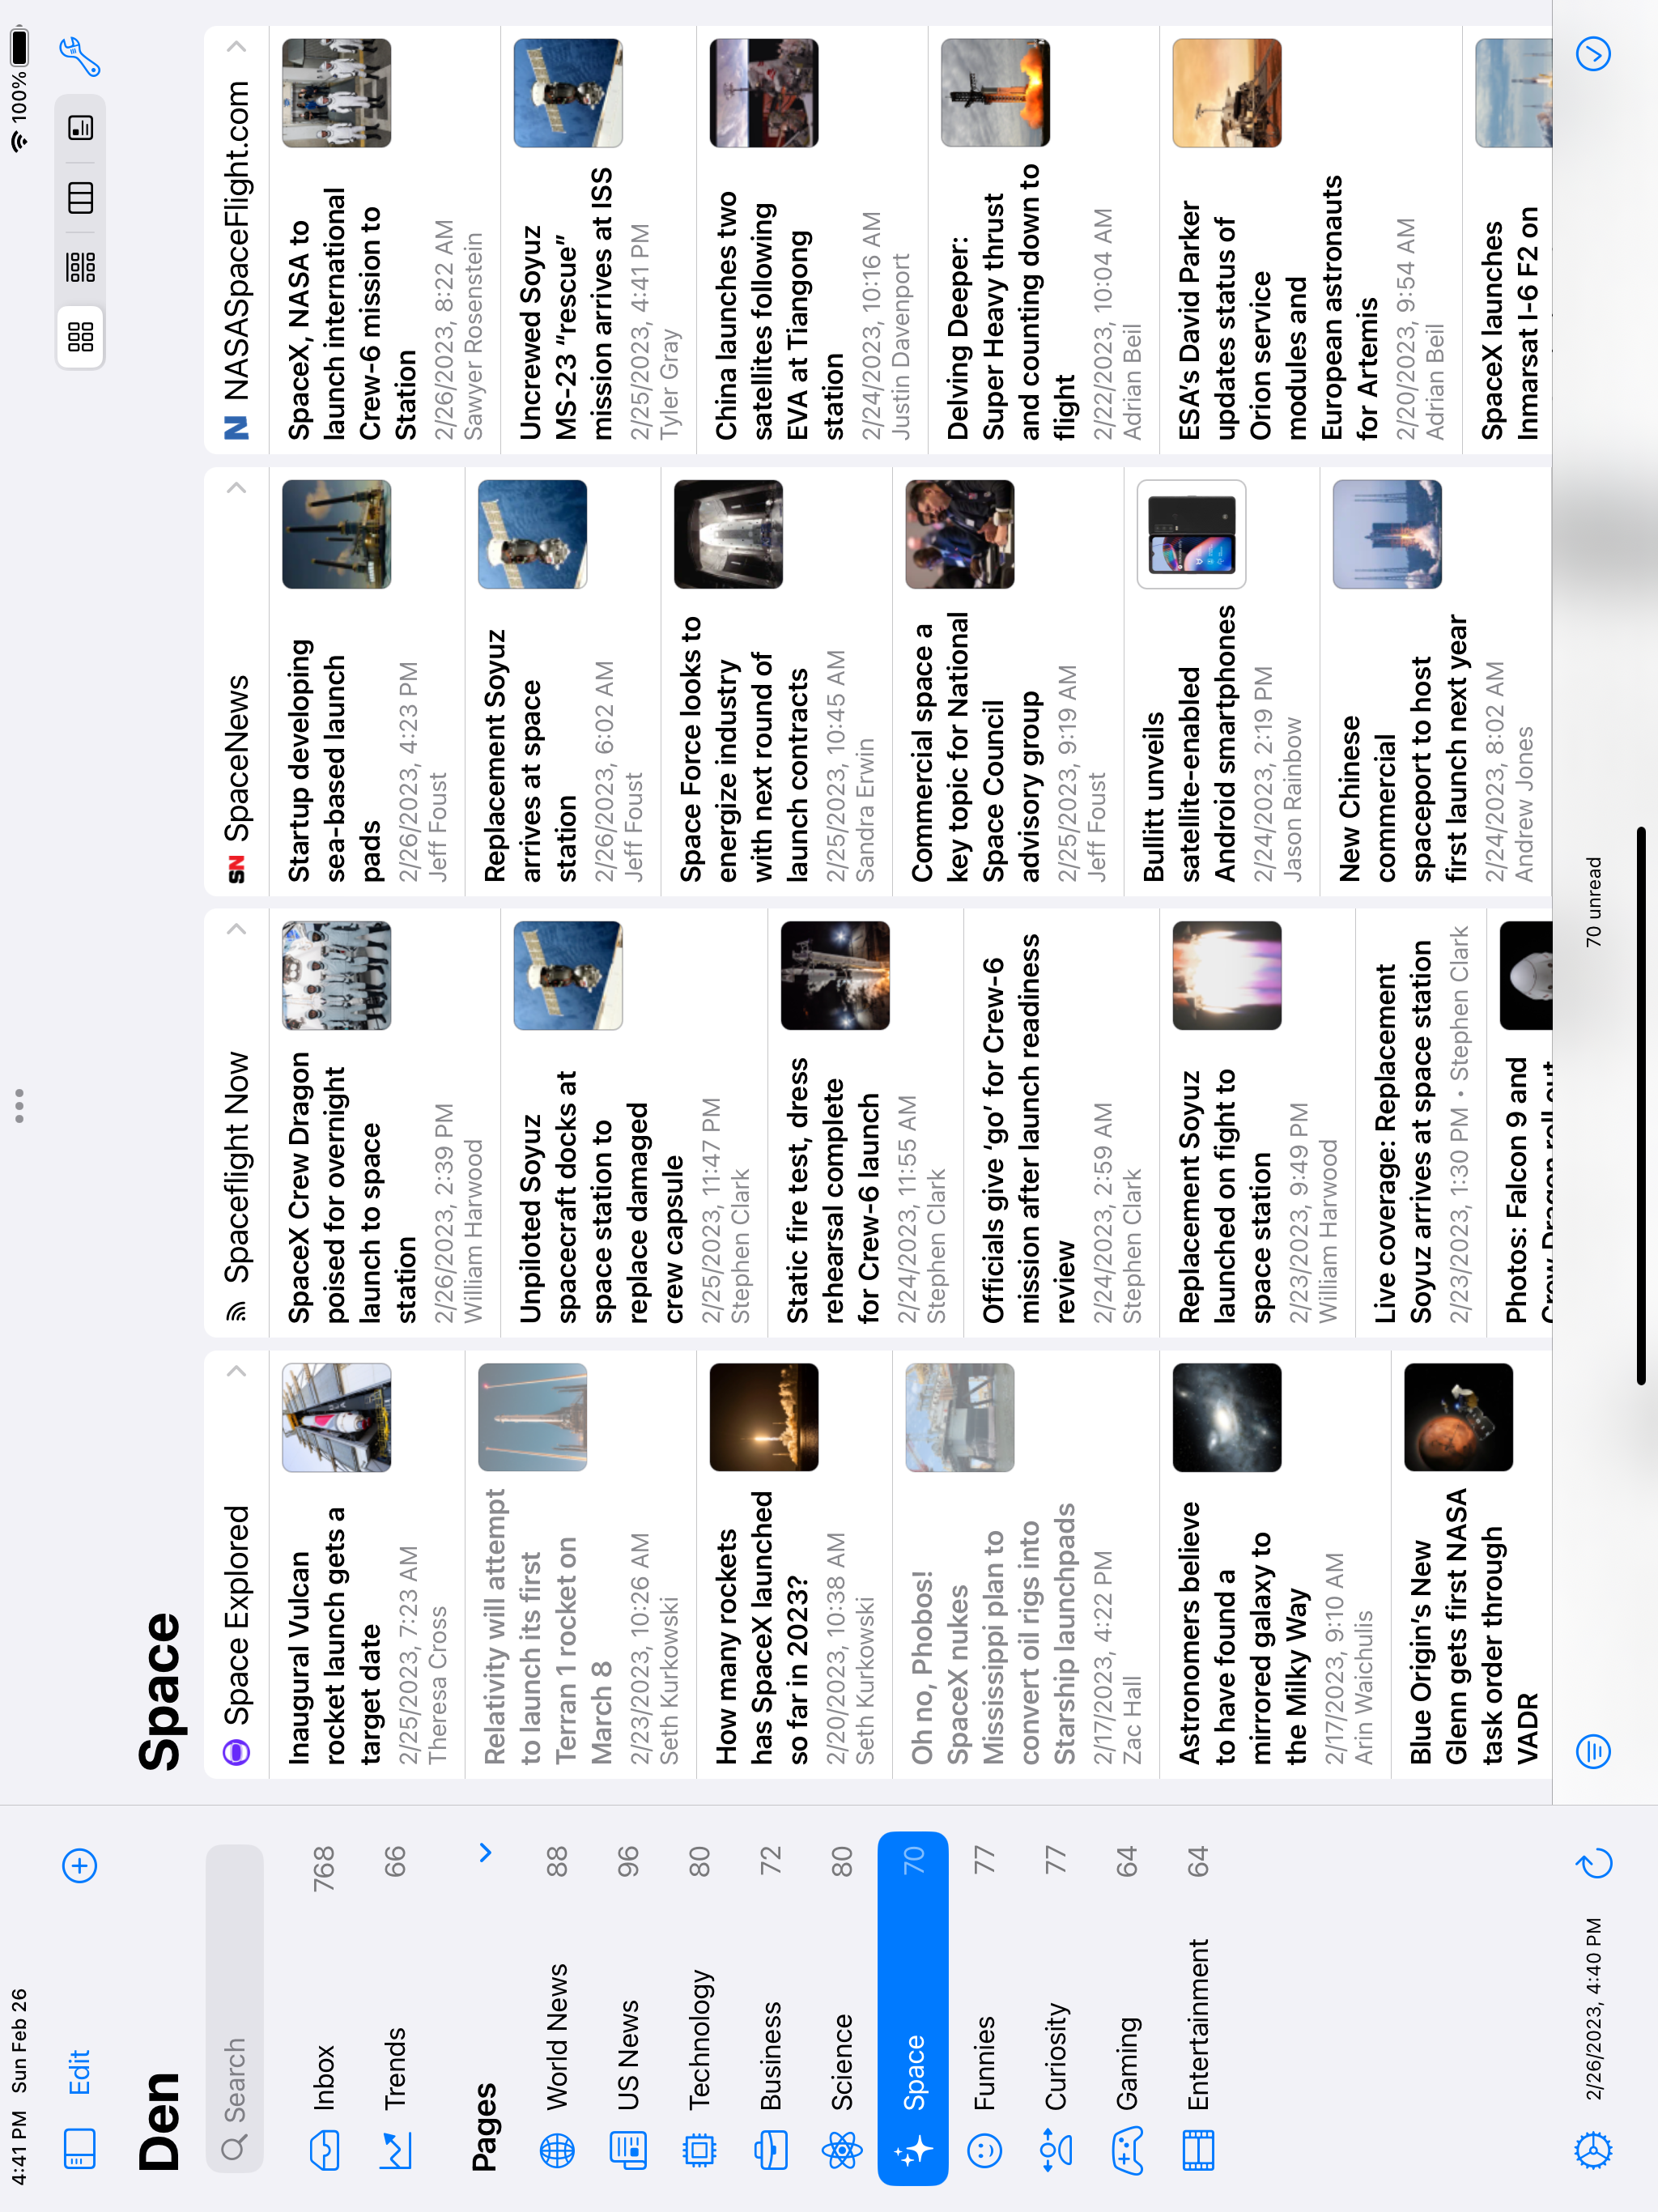 4:41 PM Sun Feb 26
100%
Edit
Den
Search
Inbox 768
Trends 66
Pages
World News 88
US News 96
Technology 80
Business 72
Science 80
Space 70
Funnies 77
Curiosity 77
Gaming 64
Entertainment 64
2/26/2023, 4:40 PM
Space
Space Explored
Inaugural Vulcan
rocket launch gets a
target date
2/25/2023, 7:23 AM
Theresa Cross
Relativity will attempt
to launch its first
Terran 1 rocket on
March 8
2/23/2023, 10:26 AM
Seth Kurkowski
How many rockets
has SpaceX launched
so far in 2023?
2/20/2023, 10:38 AM
Seth Kurkowski
Oh no, Phobos!
SpaceX nukes
Mississippi plan to
convert oil rigs into
Starship launchpads
2/17/2023, 4:22 PM
Zac Hall
Astronomers believe
to have found a
mirrored galaxy to
the Milky Way
2/17/2023, 9:10 AM
Arin Waichulis
Blue Origin's New
Glenn gets first NASA
task order through
VADR
Spaceflight Now
SpaceX Crew Dragon
poised for overnight
launch to space
station
2/26/2023, 2:39 PM
William Harwood
Unpiloted Soyuz
spacecraft docks at
space station to
replace damaged
crew capsule
2/25/2023, 11:47 PM
Stephen Clark
Static fire test, dress
rehearsal complete
for Crew-6 launch
2/24/2023, 11:55 AM
Stephen Clark
Officials give ‘go’ for Crew-6
mission after launch readiness
review
2/24/2023, 2:59 AM
Stephen Clark
Replacement Soyuz
launched on fight to
space station
2/23/2023, 9:49 PM
William Harwood
Live coverage: Replacement
Soyuz arrives at space station
2/23/2023, 1:30 PM • Stephen Clark
Photos: Falcon 9 and
Crew Dragon roll out
SN SpaceNews
Startup developing
sea-based launch
pads
2/26/2023, 4:23 PM
Jeff Foust
Replacement Soyuz
arrives at space
station
2/26/2023, 6:02 AM
Jeff Foust
Space Force looks to
energize industry
with next round of
launch contracts
2/25/2023, 10:45 AM
Sandra Erwin
Commercial space a
key topic for National
Space Council
advisory group
2/25/2023, 9:19 AM
Jeff Foust
Bullitt unveils
satellite-enabled
Android smartphones
2/24/2023, 2:19 PM
Jason Rainbow
New Chinese
commercial
spaceport to host
first launch next year
2/24/2023, 8:02 AM
Andrew Jones
N NASASpaceFlight.com
SpaceX, NASA to
launch international
Crew-6 mission to
Station
2/26/2023, 8:22 AM
Sawyer Rosenstein
Uncrewed Soyuz
MS-23 “rescue”
mission arrives at ISS
2/25/2023, 4:41 PM
Tyler Gray
China launches two
satellites following
EVA at Tiangong
station
2/24/2023, 10:16 AM
Justin Davenport
Delving Deeper:
Super Heavy thrust
and counting down to
flight
2/22/2023, 10:04 AM
Adrian Beil
ESA's David Parker
updates status of
Orion service
modules and
European astronauts
for Artemis
2/20/2023, 9:54 AM
Adrian Beil
SpaceX launches
Inmarsat I-6 F2 on
70 unread